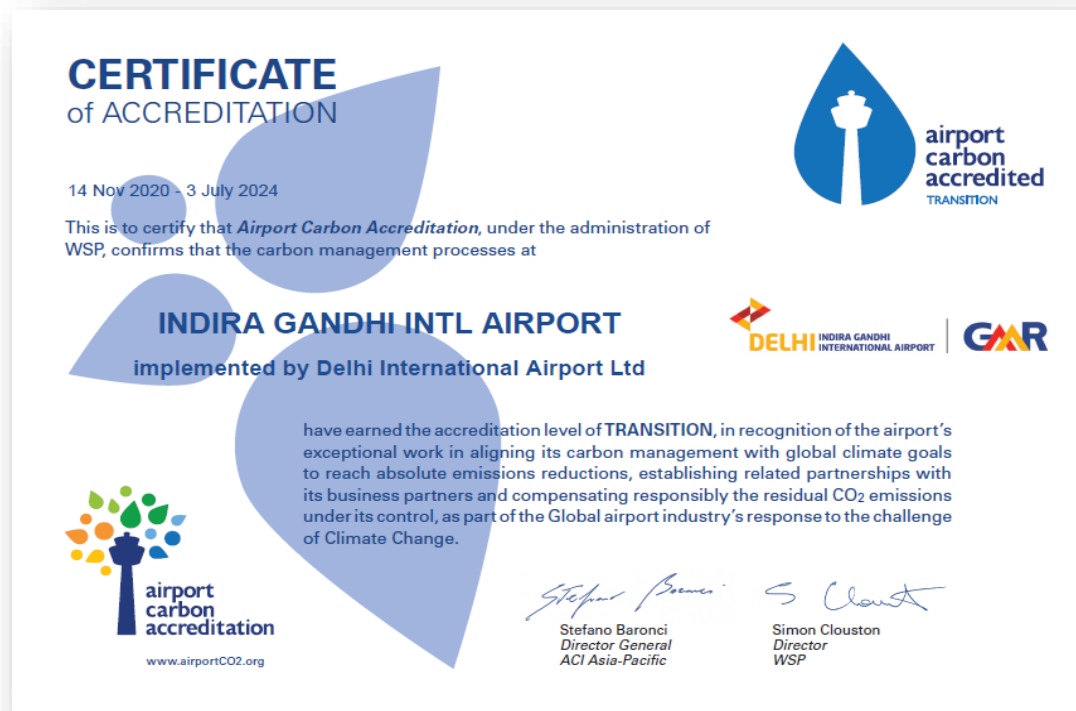 CERTIFICATE
of ACCREDITATION
airport
carbon
accredited
TRANSITION
14 Nov 2020 - 3 July 2024
This is to certify that Airport Carbon Accreditation, under the administration of
WSP, confirms that the carbon management processes at
INDIRA GANDHI INTL AIRPORT
implemented by Delhi International Airport Ltd
DELHI INDIRA GANDHI
INTERNATIONAL AIRPORT
GMR
have earned the accreditation level of TRANSITION, in recognition of the airport's
exceptional work in aligning its carbon management with global climate goals
to reach absolute emissions reductions, establishing related partnerships with
its business partners and compensating responsibly the residual CO2 emissions
under its control, as part of the Global airport industry's response to the challenge
of Climate Change.
airport
carbon
accreditation
www.airportCO2.org
Stefano Baronci
Director General
ACI Asia-Pacific
Simon Clouston
Director
WSP